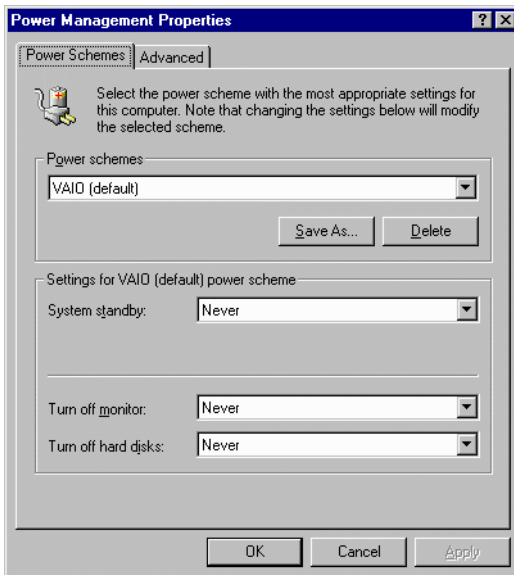 Power Management Properties
Power Schemes
Advanced
Select the power scheme with the most appropriate settings for
this computer. Note that changing the settings below will modify
the selected scheme.
Power schemes
VAIO (default)
Save As...
Delete
Settings for VAIO (default) power scheme
System standby: Never
Turn off monitor: Never
Turn off hard disks: Never
OK
Cancel
Apply